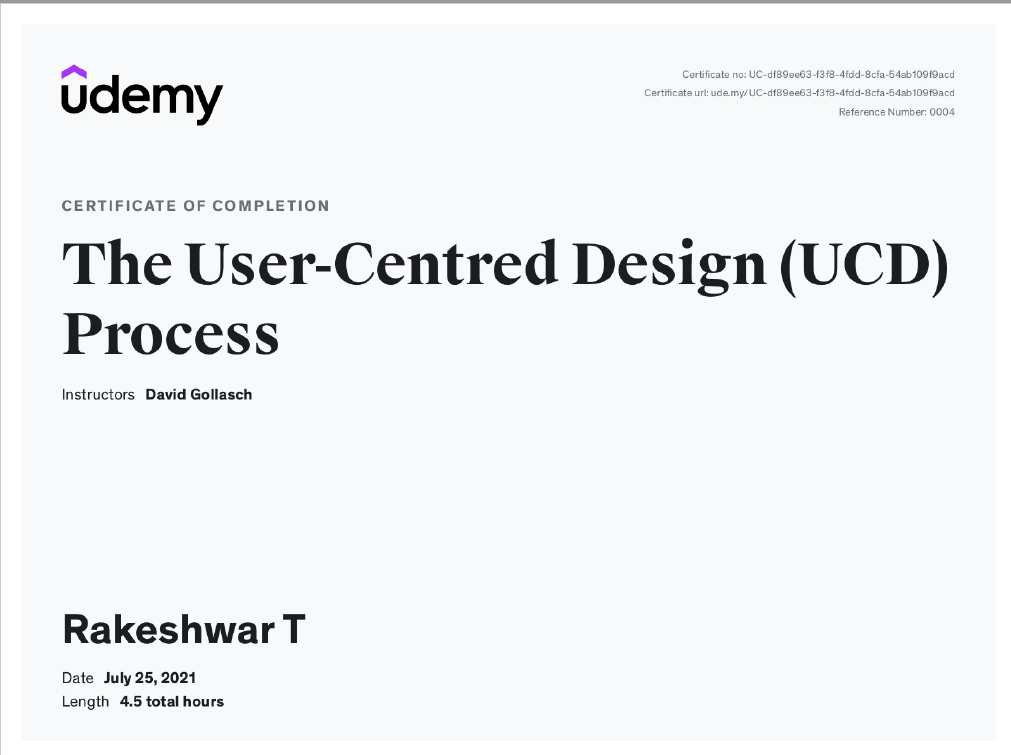 udemy
Certificate no: UC-df89ee63-f3f8-4fdd-8cfa-54ab109f9acd
Certificate url: ude.my/UC-df89ee63-f3f8-4fdd-8cfa-54ab109f9acd
Reference Number: 0004
CERTIFICATE OF COMPLETION
The User-Centred Design (UCD)
Process
Instructors David Gollasch
Rakeshwar T
Date July 25, 2021
Length 4.5 total hours